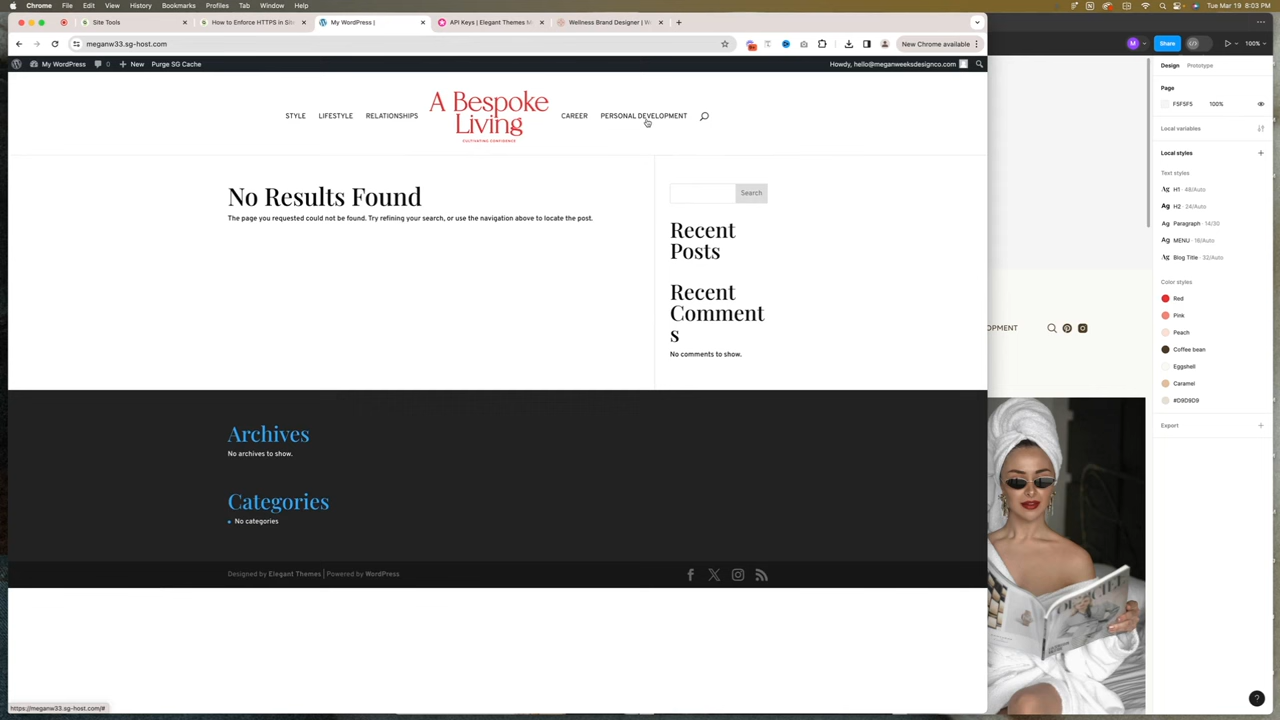 Chrome File Edit View History Bookmarks Profiles Tab Window Help
Tue Mar 19 8:03 PM
Site Tools
How to Enforce HTTPS in Sit
My WordPress |
API Keys | Elegant Themes M
Wellness Brand Designer | W
meganw33.sg-host.com
New Chrome available
My WordPress 0 New Purge SG Cache
Howdy, hello@meganweeksdesignco.com
STYLE LIFESTYLE RELATIONSHIPS
A Bespoke
Living
CULTIVATING CONFIDENCE
CAREER PERSONAL DEVELOPMENT
No Results Found
The page you requested could not be found. Try refining your search, or use the navigation above to locate the post.
Search
Recent
Posts
Recent
Comment
s
No comments to show.
Archives
No archives to show.
Categories
No categories
Designed by Elegant Themes | Powered by WordPress
https://meganw33.sg-host.com/#
M
Share
100%
Design Prototype
Page
F5F5F5 100%
Local variables
Local styles
Text styles
Ag H1 · 48/Auto
Ag H2 · 24/Auto
Ag Paragraph · 14/30
Ag MENU · 16/Auto
Ag Blog Title · 32/Auto
Color styles
Red
Pink
Peach
Coffee bean
Eggshell
Caramel
#D9D9D9
Export
OPMENT
?